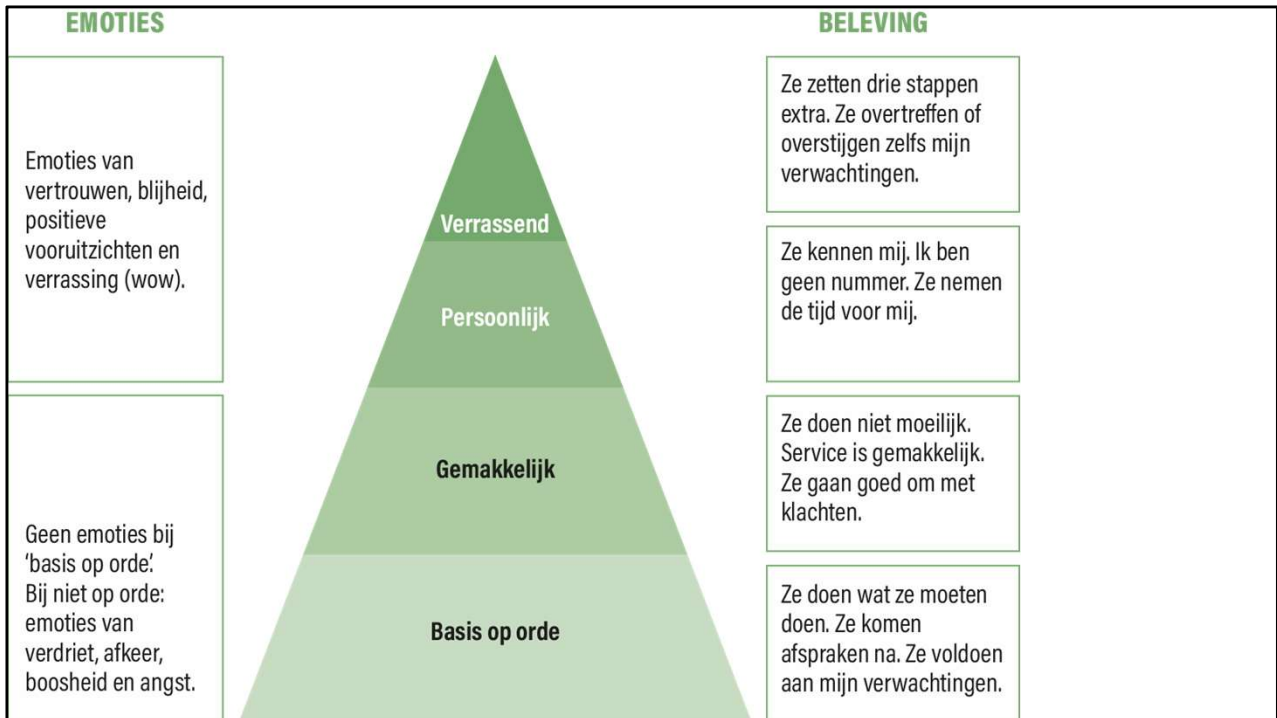 EMOTIES
BELEVING
Emoties van
vertrouwen, blijheid,
positieve
vooruitzichten en
verrassing (wow).
Geen emoties bij
‘basis op orde’.
Bij niet op orde:
emoties van
verdriet, afkeer,
boosheid en angst.
Verrassend
Persoonlijk
Gemakkelijk
Basis op orde
Ze zetten drie stappen
extra. Ze overtreffen of
overstijgen zelfs mijn
verwachtingen.
Ze kennen mij. Ik ben
geen nummer. Ze nemen
de tijd voor mij.
Ze doen niet moeilijk.
Service is gemakkelijk.
Ze gaan goed om met
klachten.
Ze doen wat ze moeten
doen. Ze komen
afspraken na. Ze voldoen
aan mijn verwachtingen.